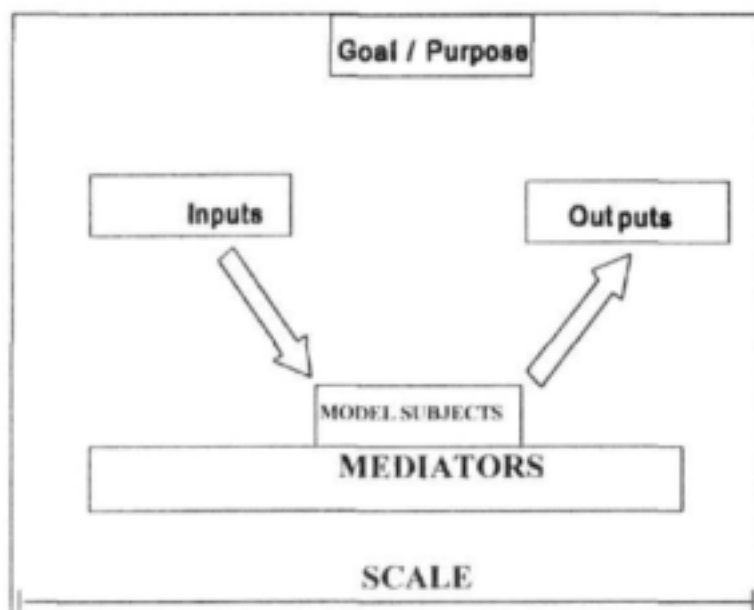 Goal / Purpose
Inputs
Outputs
MODEL SUBJECTS
MEDIATORS
SCALE